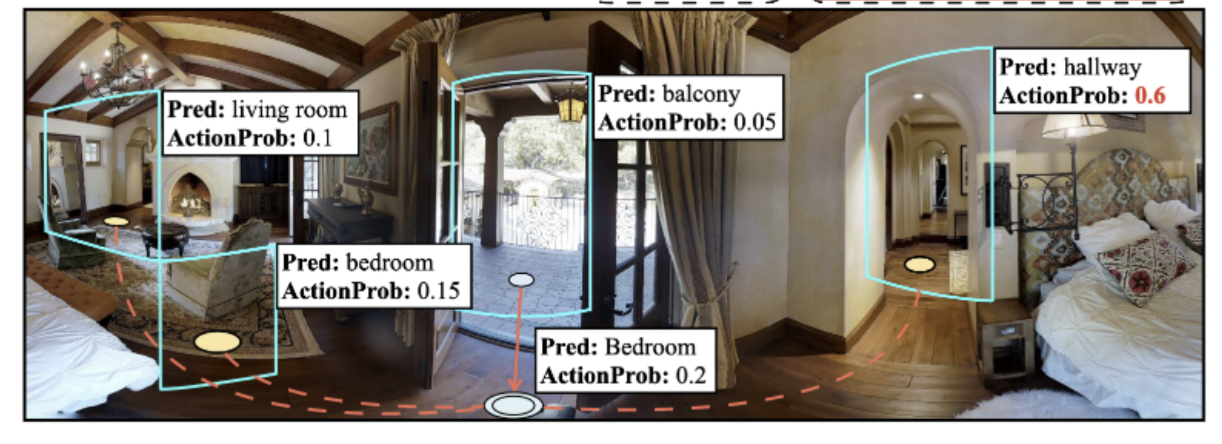 Pred: living room
ActionProb: 0.1
Pred: balcony
ActionProb: 0.05
Pred: hallway
ActionProb: 0.6
Pred: bedroom
ActionProb: 0.15
Pred: Bedroom
ActionProb: 0.2